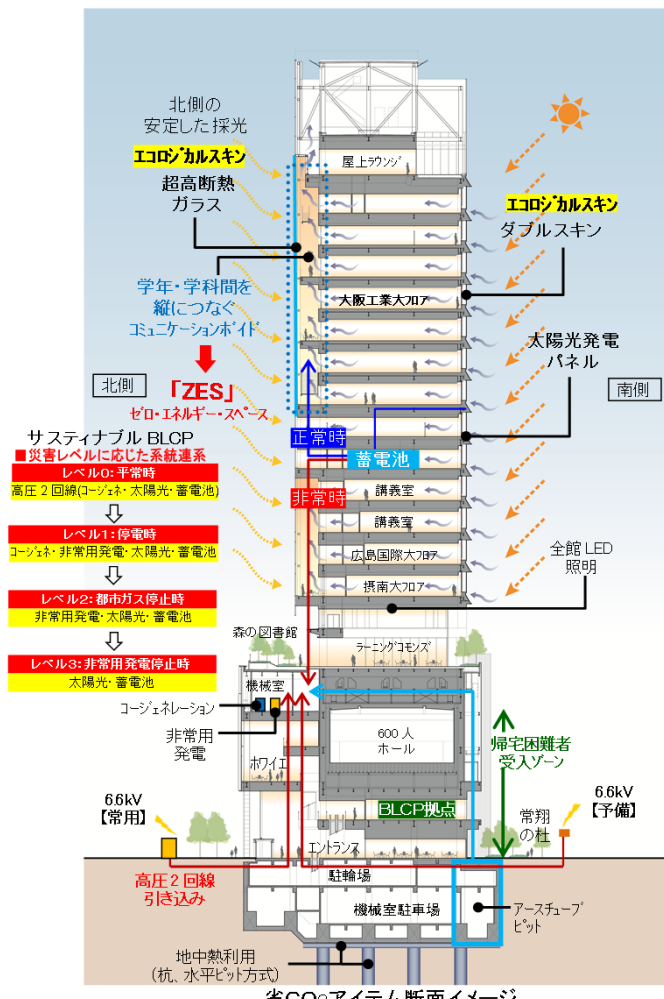 北側の
安定した採光
エコロジカルスキン
超高断熱
ガラス
学年・学科間を
縦につなぐ
コミュニケーションボイド
北側
「ZES」
ゼロ・エネルギー・スペース
サスティナブル BLCP
■災害レベルに応じた系統連系
レベル0：平常時
高圧2回線(コージェネ・太陽光・蓄電池)
レベル1：停電時
コージェネ・非常用発電・太陽光・蓄電池
レベル2：都市ガス停止時
非常用発電・太陽光・蓄電池
レベル3：非常用発電停止時
太陽光・蓄電池
屋上ラウンジ
エコロジカルスキン
ダブルスキン
大阪工業大フロア
太陽光発電
パネル
南側
正常時
蓄電池
非常時
講義室
講義室
広島国際大フロア
摂南大フロア
全館LED
照明
森の図書館
ラーニングコモンズ
機械室
コージェネレーション
非常用
発電
ホワイエ
600人
ホール
帰宅困難者
受入ゾーン
BLCP拠点
6.6kV
【常用】
6.6kV
【予備】
常翔
の杜
エントランス
高圧2回線
引き込み
駐輪場
機械室駐車場
アースチューブ
ピット
地中熱利用
(杭、水平ピット方式)
省CO₂アイテム断面イメージ